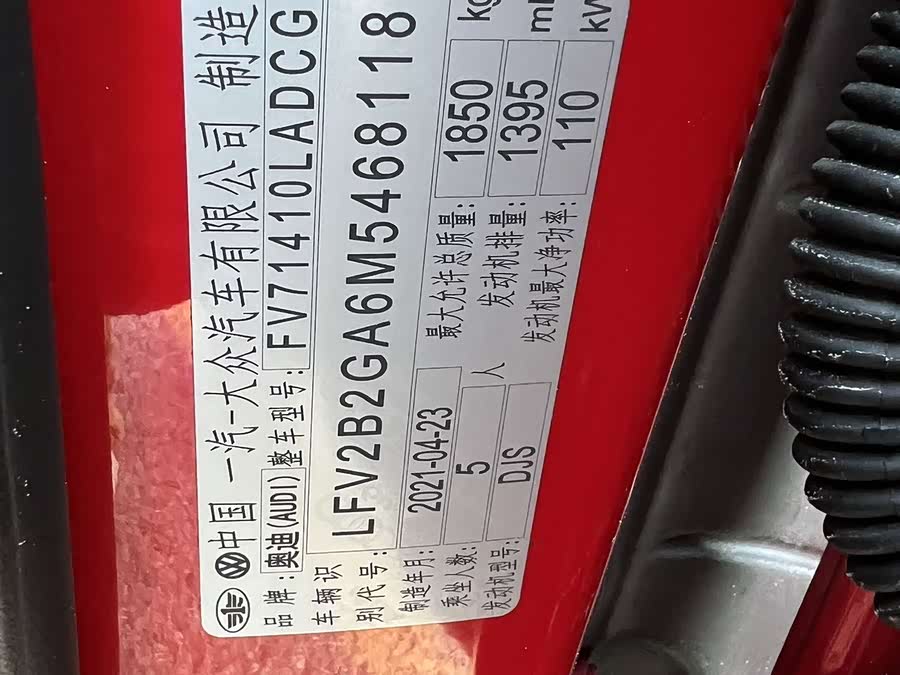 中国 一汽-大众汽车有限公司 制造
品牌: 奥迪(AUDI) 整车型号: FV71410LADCG
车辆识别代号: LFV2B2GA6M5468118
制造年月: 2021-04-23 最大允许总质量: 1850 kg
乘坐人数: 5 人 发动机排量: 1395
发动机型号: DJS 发动机最大净功率: 110